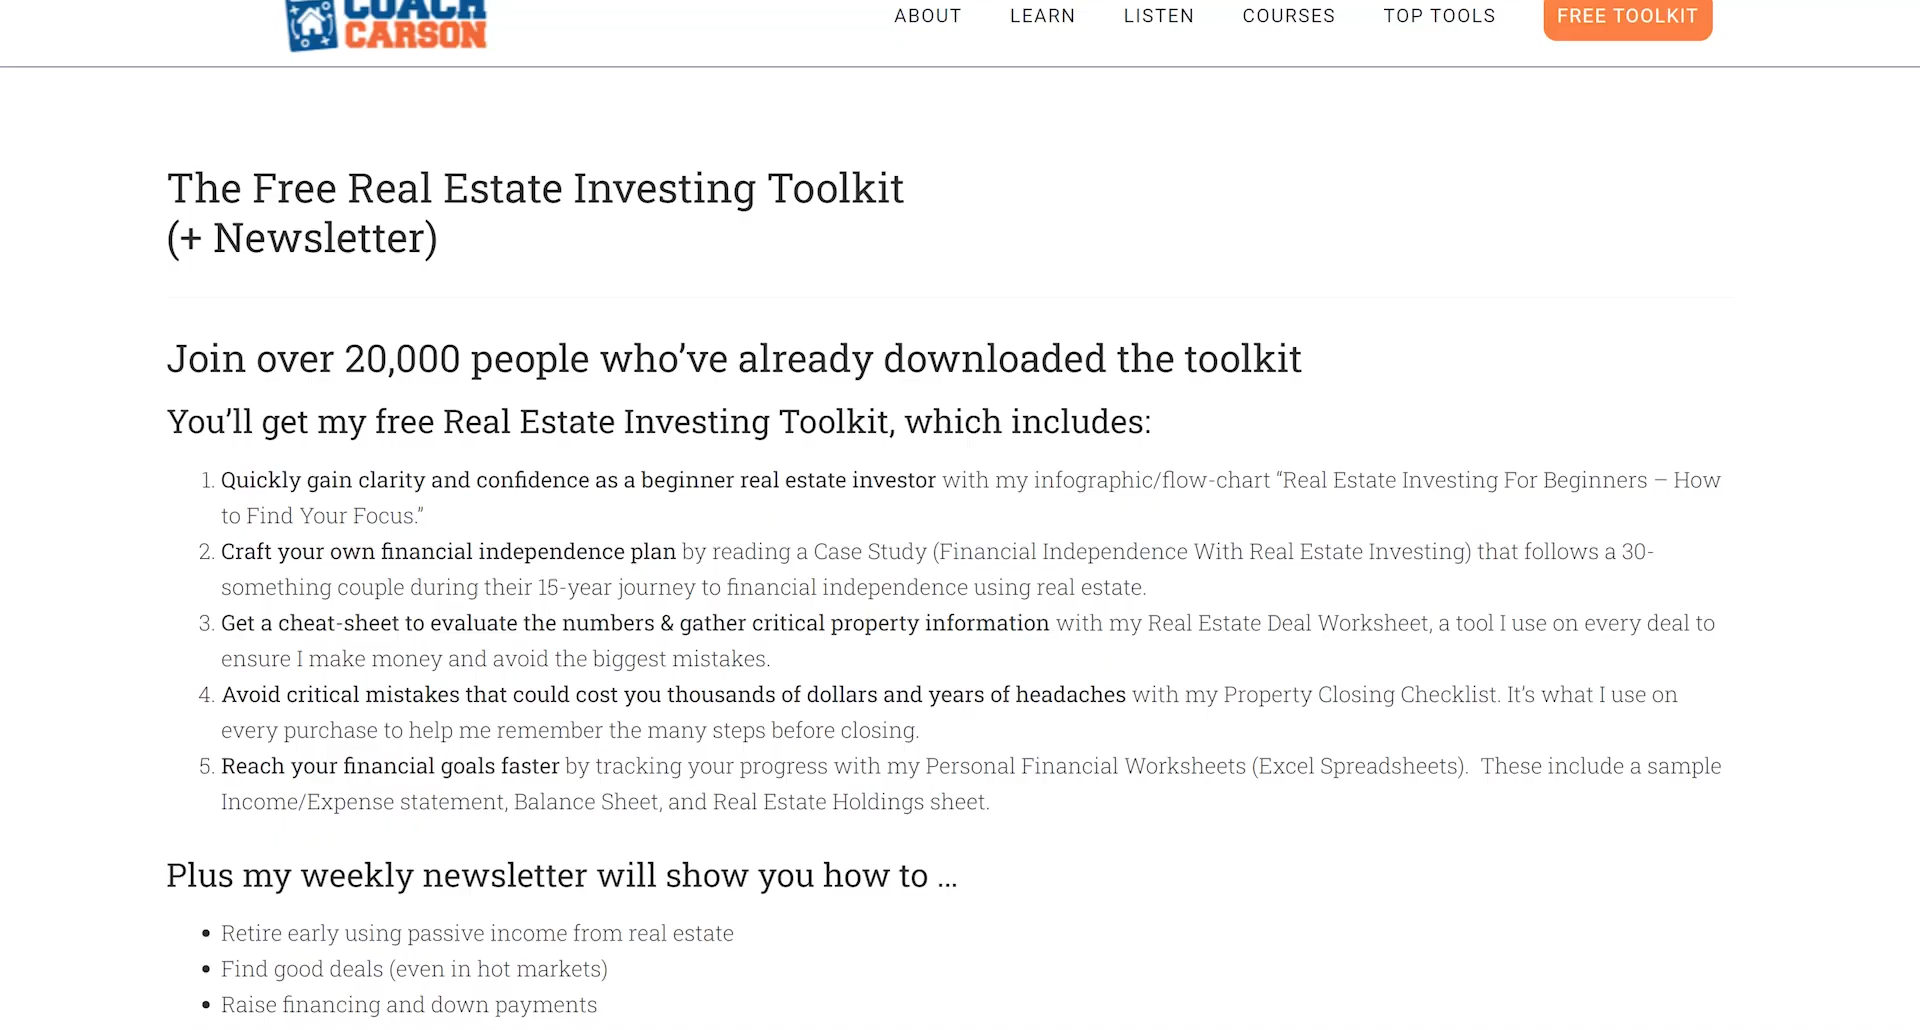 COACH
CARSON
ABOUT LEARN LISTEN COURSES TOP TOOLS FREE TOOLKIT
The Free Real Estate Investing Toolkit
(+ Newsletter)
Join over 20,000 people who’ve already downloaded the toolkit
You’ll get my free Real Estate Investing Toolkit, which includes:
1. Quickly gain clarity and confidence as a beginner real estate investor with my infographic/flow-chart “Real Estate Investing For Beginners – How
to Find Your Focus.”
2. Craft your own financial independence plan by reading a Case Study (Financial Independence With Real Estate Investing) that follows a 30-
something couple during their 15-year journey to financial independence using real estate.
3. Get a cheat-sheet to evaluate the numbers & gather critical property information with my Real Estate Deal Worksheet, a tool I use on every deal to
ensure I make money and avoid the biggest mistakes.
4. Avoid critical mistakes that could cost you thousands of dollars and years of headaches with my Property Closing Checklist. It’s what I use on
every purchase to help me remember the many steps before closing.
5. Reach your financial goals faster by tracking your progress with my Personal Financial Worksheets (Excel Spreadsheets).  These include a sample
Income/Expense statement, Balance Sheet, and Real Estate Holdings sheet.
Plus my weekly newsletter will show you how to …
• Retire early using passive income from real estate
• Find good deals (even in hot markets)
• Raise financing and down payments